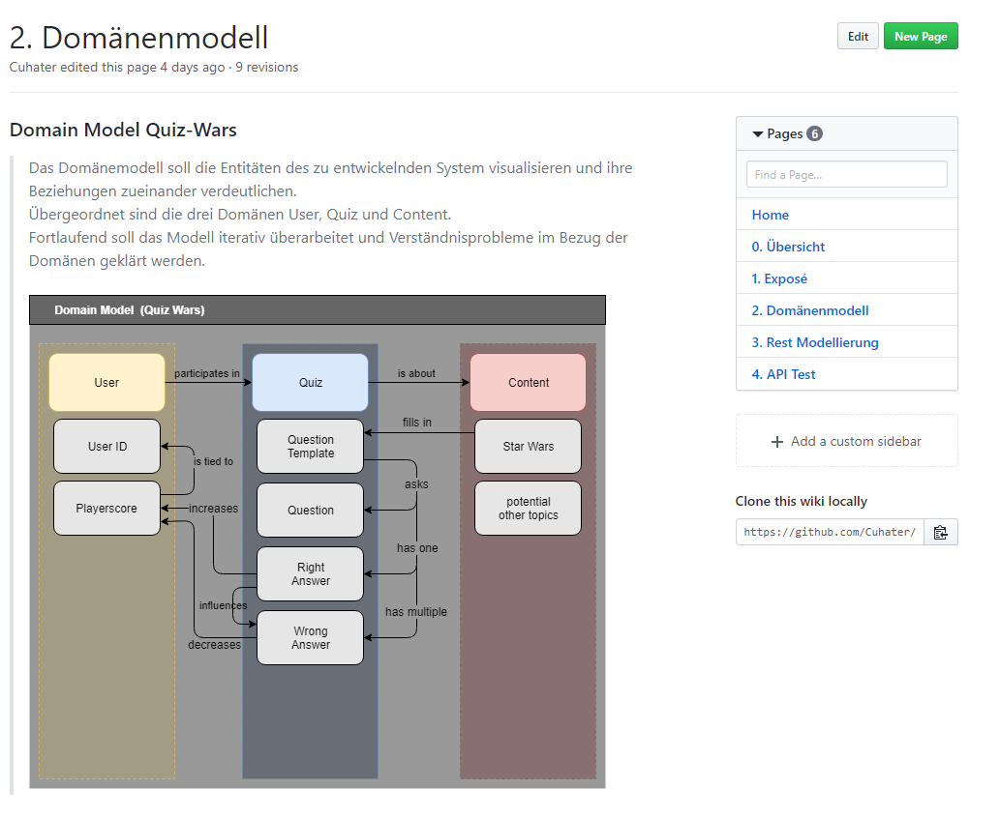 2. Domänenmodell
Edit
New Page
Cuhater edited this page 4 days ago · 9 revisions
Domain Model Quiz-Wars
Das Domänemodell soll die Entitäten des zu entwickelnden System visualisieren und ihre
Beziehungen zueinander verdeutlichen.
Übergeordnet sind die drei Domänen User, Quiz und Content.
Fortlaufend soll das Modell iterativ überarbeitet und Verständnisprobleme im Bezug der
Domänen geklärt werden.
Domain Model (Quiz Wars)
User
participates in
Quiz
is about
Content
fills in
User ID
Question
Template
Star Wars
is tied to
asks
Playerscore
increases
Question
potential
other topics
has one
Right
Answer
influences
has multiple
Wrong
Answer
decreases
Pages 6
Find a Page...
Home
0. Übersicht
1. Exposé
2. Domänenmodell
3. Rest Modellierung
4. API Test
+ Add a custom sidebar
Clone this wiki locally
https://github.com/Cuhater/